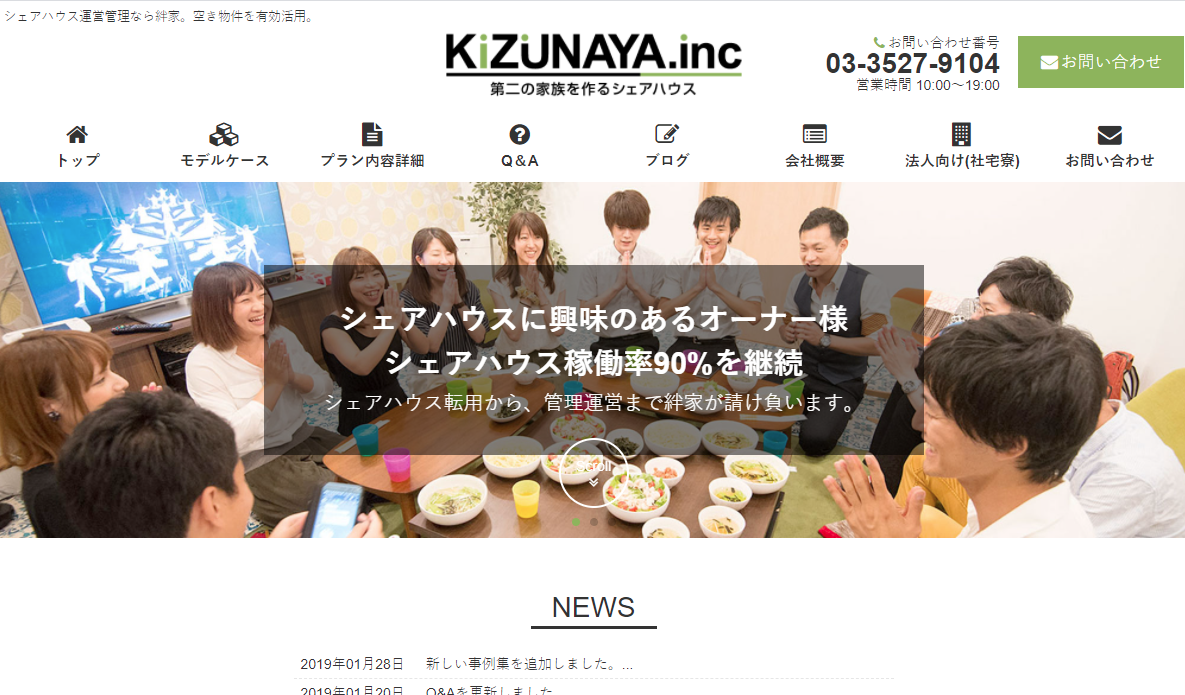 シェアハウス運営管理なら絆家。空き物件を有効活用。
KiZUNAYA.inc
第二の家族を作るシェアハウス
お問い合わせ番号
03-3527-9104
営業時間 10:00～19:00
お問い合わせ
トップ
モデルケース
プラン内容詳細
Q&A
ブログ
会社概要
法人向け(社宅寮)
お問い合わせ
シェアハウスに興味のあるオーナー様
シェアハウス稼働率90%を継続
シェアハウス転用から、管理運営まで絆家が請け負います。
Scroll
NEWS
2019年01月28日 新しい事例集を追加しました。...
2019年01月20日 Q&Aを更新しました